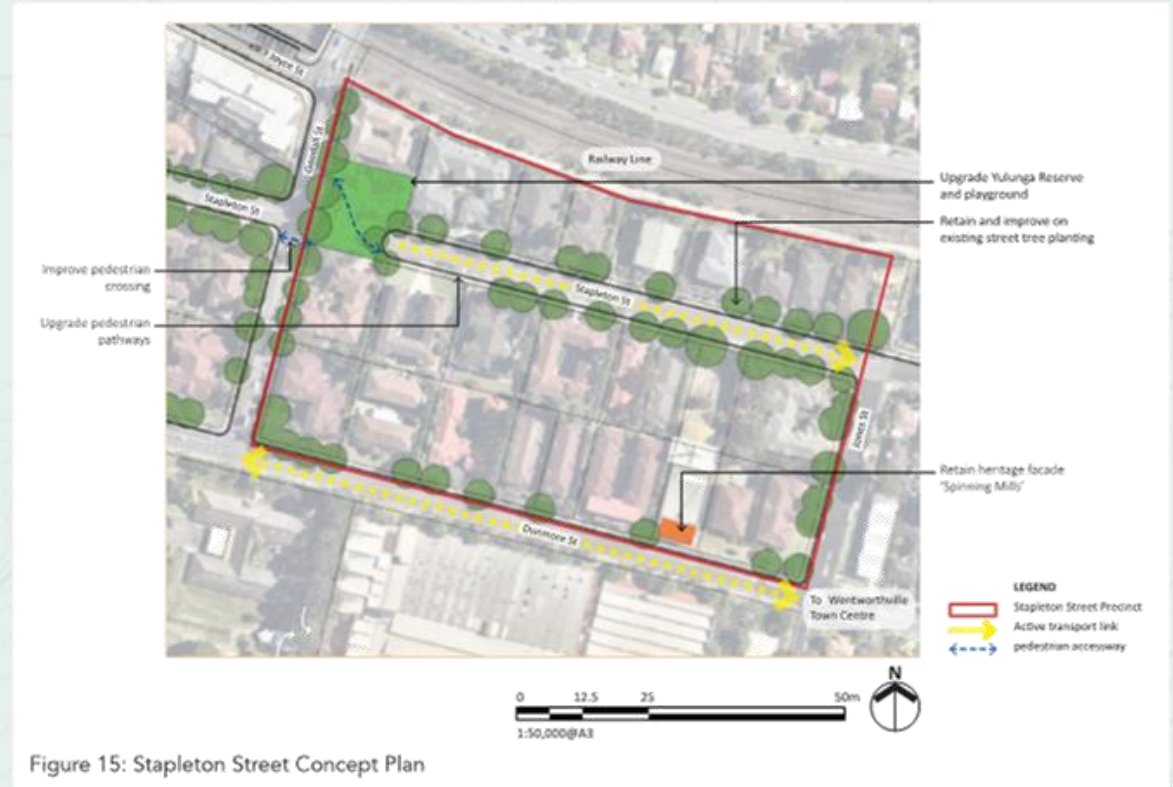 Joyce St
Goodall St
Railway Line
Stapleton St
Upgrade Yulunga Reserve
and playground
Retain and improve on
existing street tree planting
Improve pedestrian
crossing
Stapleton St
Upgrade pedestrian
pathways
Jones St
Retain heritage facade
'Spinning Mills'
Dunmore St
To Wentworthville
Town Centre
LEGEND
Stapleton Street Precinct
Active transport link
pedestrian accessway
N
0 12.5 25 50m
1:50,000@A3
Figure 15: Stapleton Street Concept Plan